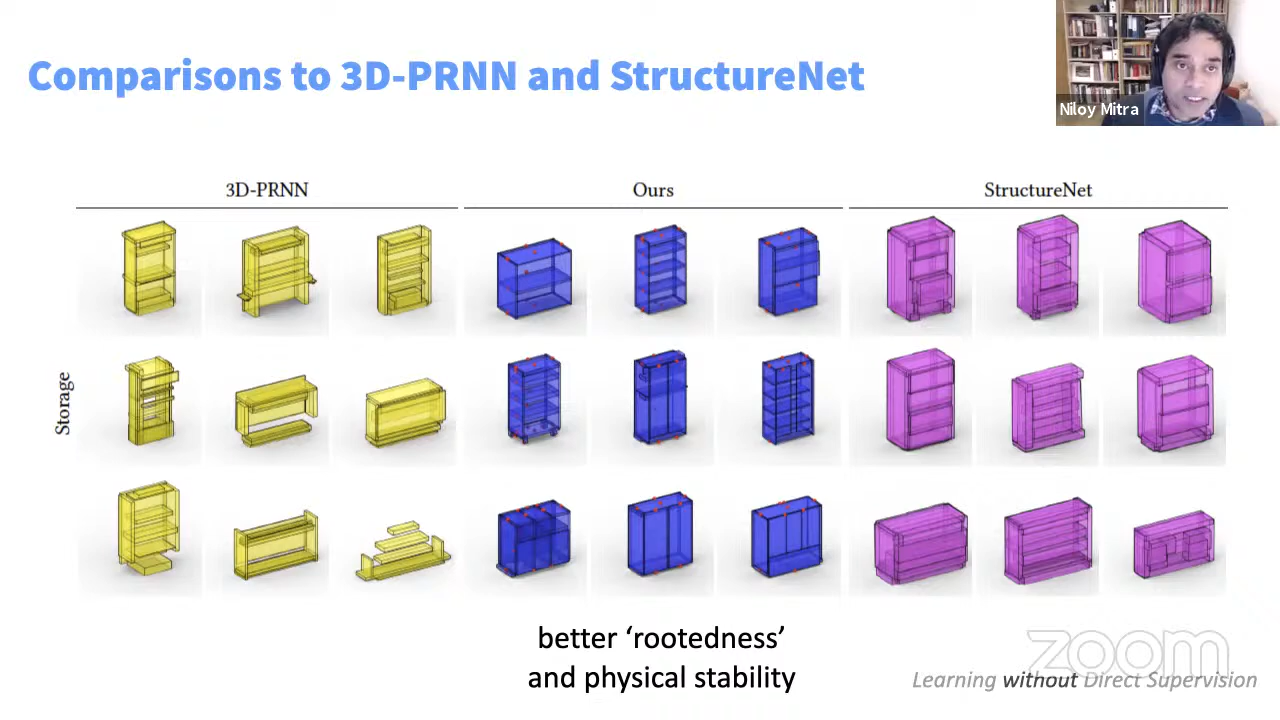 Comparisons to 3D-PRNN and StructureNet
Niloy Mitra
3D-PRNN
Ours
StructureNet
Storage
better ‘rootedness’
and physical stability
zoom
Learning without Direct Supervision